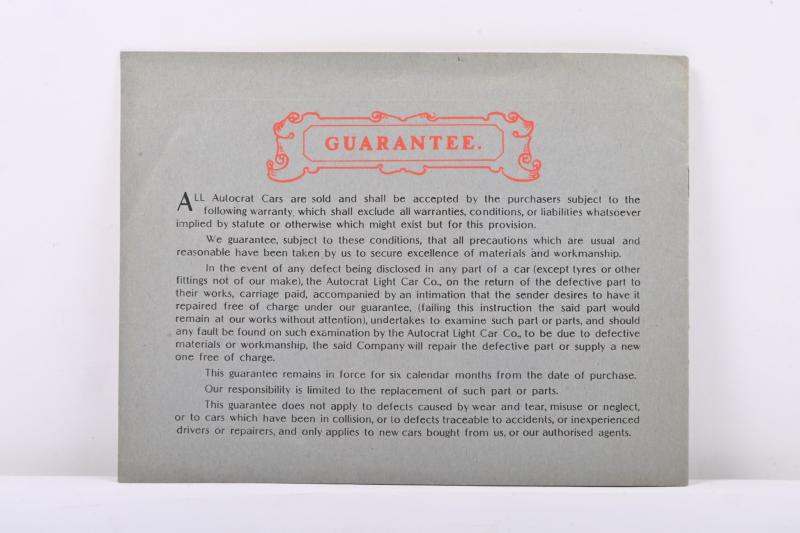 GUARANTEE.
ALL Autocrat Cars are sold and shall be accepted by the purchasers subject to the
following warranty, which shall exclude all warranties, conditions, or liabilities whatsoever
implied by statute or otherwise which might exist but for this provision.
We guarantee, subject to these conditions, that all precautions which are usual and
reasonable have been taken by us to secure excellence of materials and workmanship.
In the event of any defect being disclosed in any part of a car (except tyres or other
fittings not of our make), the Autocrat Light Car Co., on the return of the defective part to
their works, carriage paid, accompanied by an intimation that the sender desires to have it
repaired free of charge under our guarantee, (failing this instruction the said part would
remain at our works without attention), undertakes to examine such part or parts, and should
any fault be found on such examination by the Autocrat Light Car Co., to be due to defective
materials or workmanship, the said Company will repair the defective part or supply a new
one free of charge.
This guarantee remains in force for six calendar months from the date of purchase.
Our responsibility is limited to the replacement of such part or parts.
This guarantee does not apply to defects caused by wear and tear, misuse or neglect,
or to cars which have been in collision, or to defects traceable to accidents, or inexperienced
drivers or repairers, and only applies to new cars bought from us, or our authorised agents.